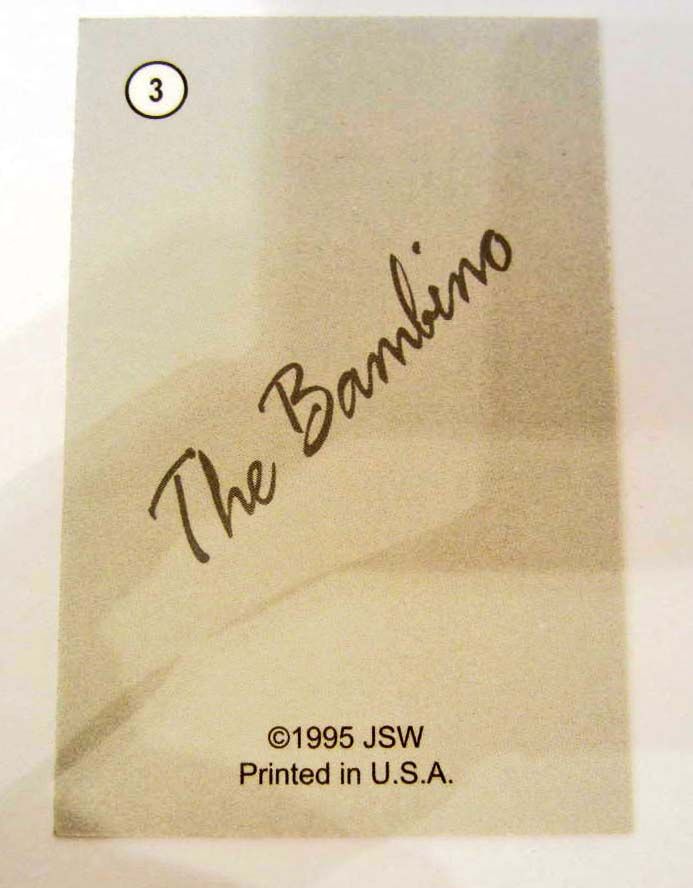 3
The Bambino
©1995 JSW
Printed in U.S.A.